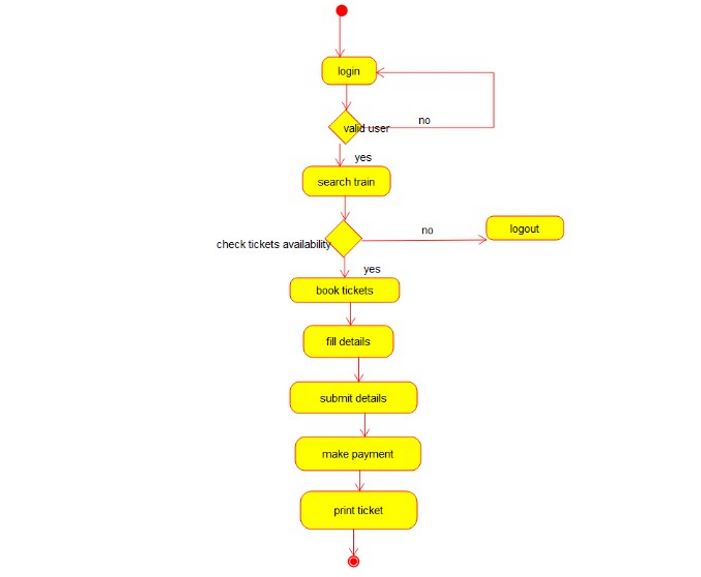 login
valid user
no
yes
search train
check tickets availability
no
logout
yes
book tickets
fill details
submit details
make payment
print ticket